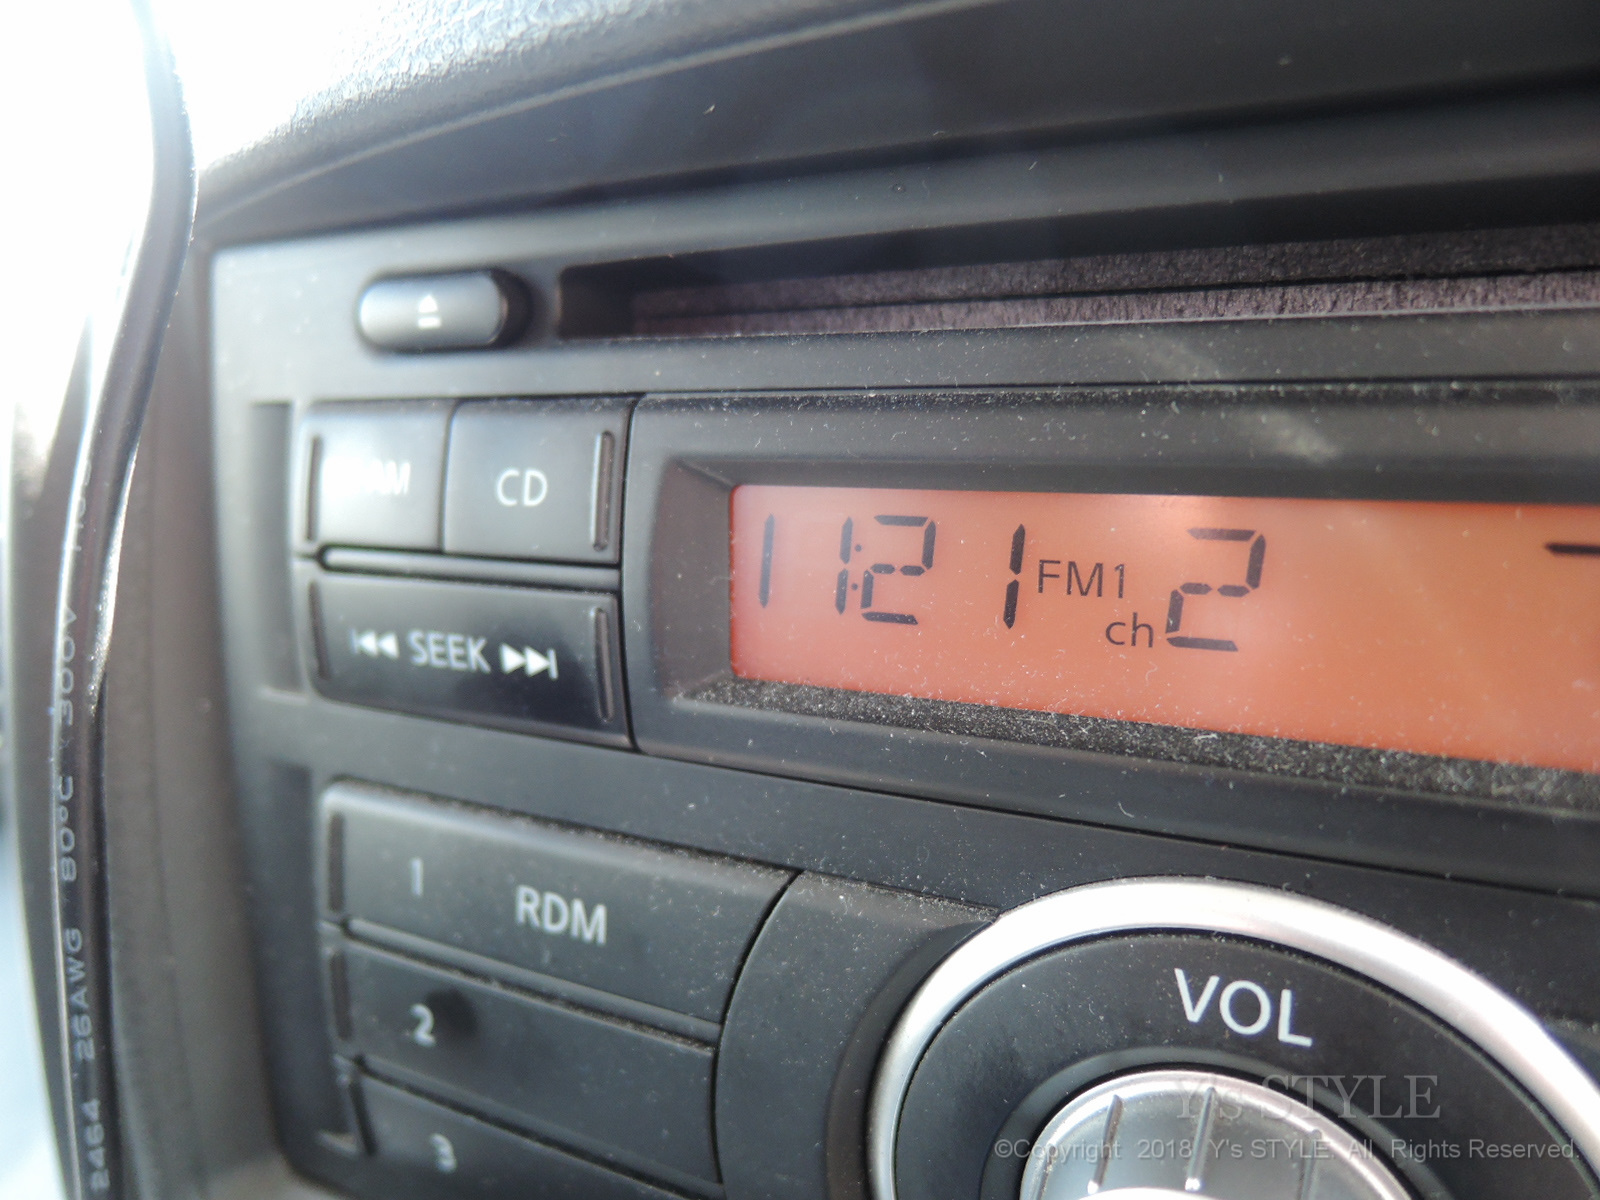 CD
11:21 FM1
ch 2
SEEK
1 RDM
2
3
VOL
80°C 300V
2464 26AWG
Y's STYLE
©Copyright 2018 Y's STYLE. All Rights Reserved.